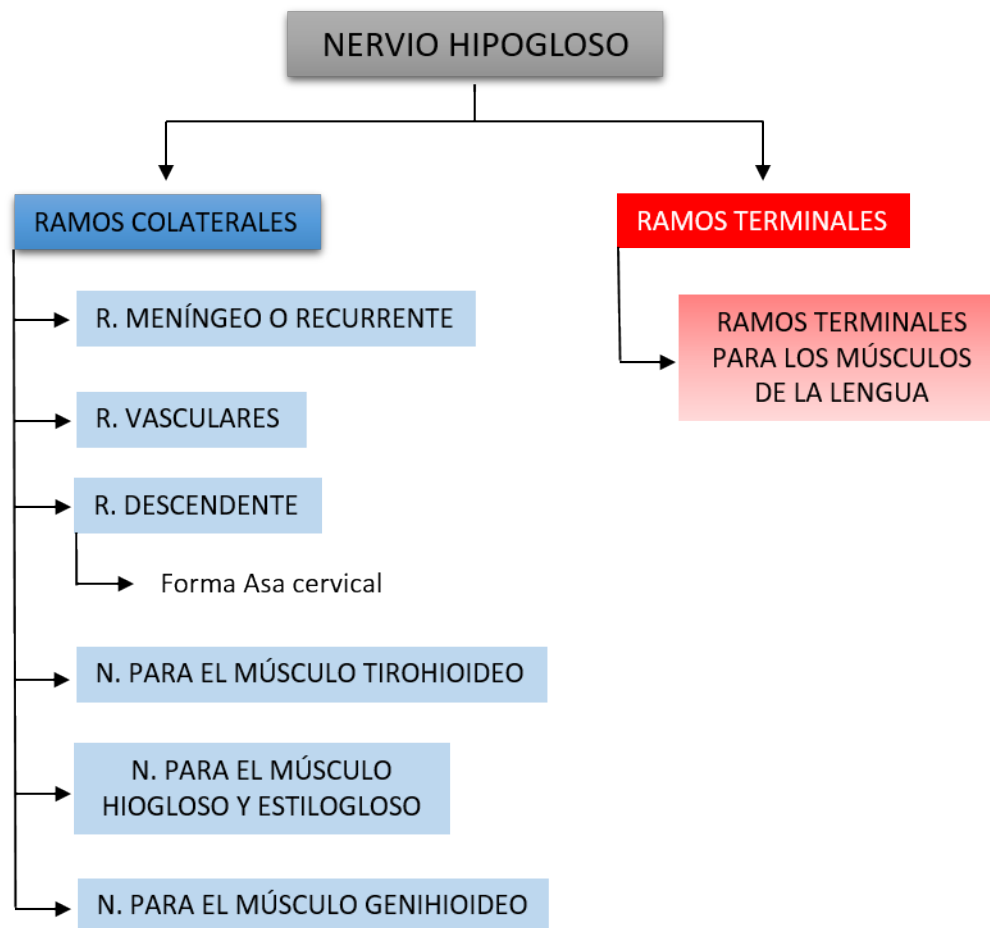 NERVIO HIPOGLOSO
RAMOS COLATERALES
R. MENÍNGEO O RECURRENTE
R. VASCULARES
R. DESCENDENTE
Forma Asa cervical
N. PARA EL MÚSCULO TIROHIOIDEO
N. PARA EL MÚSCULO
HIOGLOSO Y ESTILOGLOSO
N. PARA EL MÚSCULO GENIHIOIDEO
RAMOS TERMINALES
RAMOS TERMINALES
PARA LOS MÚSCULOS
DE LA LENGUA